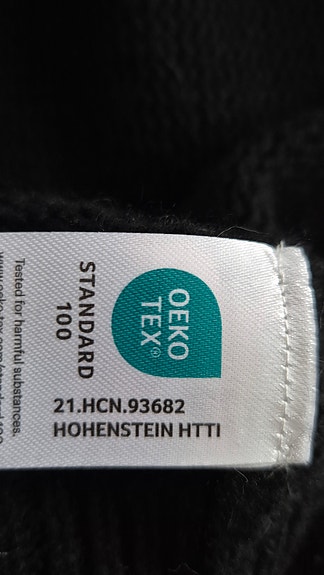 OEKO
TEX®
STANDARD
100
21.HCN.93682
HOHENSTEIN HTTI
Tested for harmful substances.